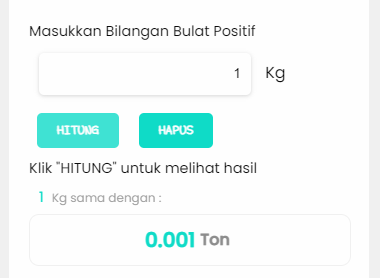 Masukkan Bilangan Bulat Positif
1 Kg
HITUNG HAPUS
Klik "HITUNG" untuk melihat hasil
1 Kg sama dengan :
0.001 Ton